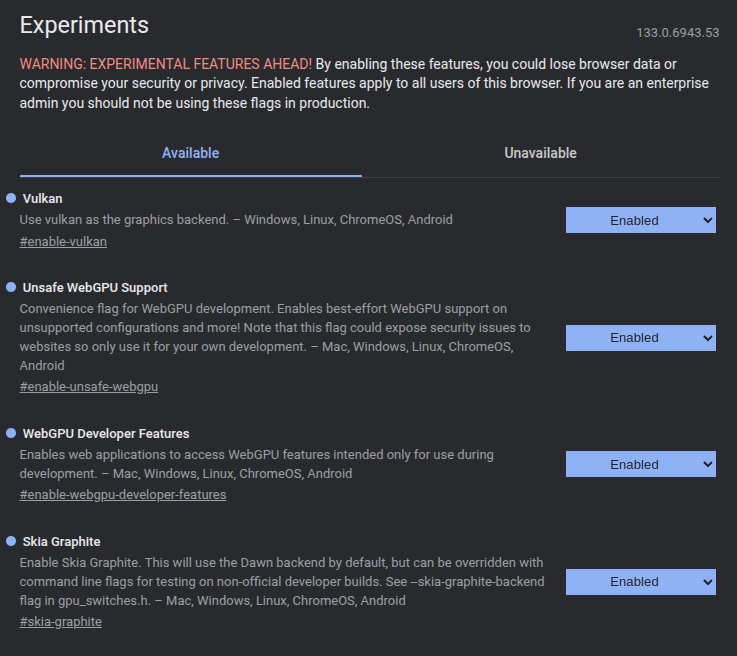 Experiments
133.0.6943.53
WARNING: EXPERIMENTAL FEATURES AHEAD! By enabling these features, you could lose browser data or
compromise your security or privacy. Enabled features apply to all users of this browser. If you are an enterprise
admin you should not be using these flags in production.
Available
Unavailable
Vulkan
Use vulkan as the graphics backend. – Windows, Linux, ChromeOS, Android
#enable-vulkan
Enabled
Unsafe WebGPU Support
Convenience flag for WebGPU development. Enables best-effort WebGPU support on
unsupported configurations and more! Note that this flag could expose security issues to
websites so only use it for your own development. – Mac, Windows, Linux, ChromeOS,
Android
#enable-unsafe-webgpu
Enabled
WebGPU Developer Features
Enables web applications to access WebGPU features intended only for use during
development. – Mac, Windows, Linux, ChromeOS, Android
#enable-webgpu-developer-features
Enabled
Skia Graphite
Enable Skia Graphite. This will use the Dawn backend by default, but can be overridden with
command line flags for testing on non-official developer builds. See --skia-graphite-backend
flag in gpu_switches.h. – Mac, Windows, Linux, ChromeOS, Android
#skia-graphite
Enabled